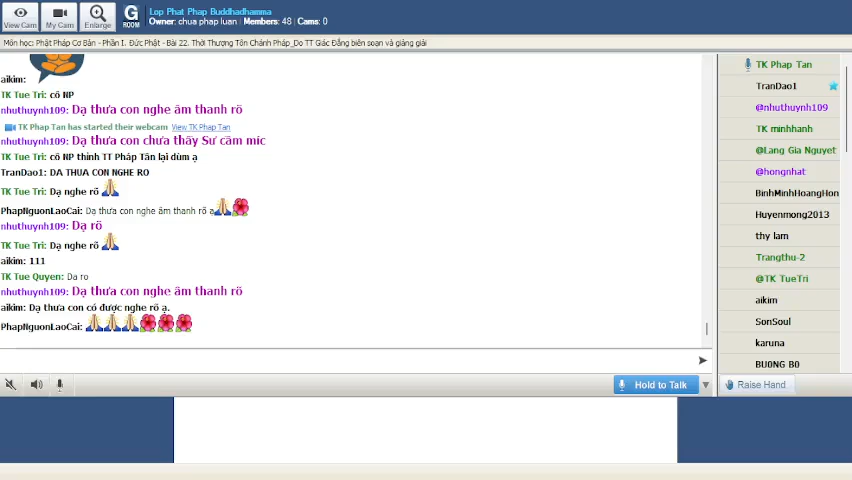 View Cam
My Cam
Enlarge
G
ROOM
Lop Phat Phap Buddhadhamma
Owner: chua phap luan | Members: 48 | Cams: 0
Môn học: Phật Pháp Cơ Bản - Phần I. Đức Phật - Bài 22. Thời Thượng Tôn Chánh Pháp_Do TT Giác Đẳng biên soạn và giảng giải
aikim:
TK Tue Tri: cô NP
nhuthuynh109: Dạ thưa con nghe âm thanh rõ
TK Phap Tan has started their webcam View TK Phap Tan
nhuthuynh109: Dạ thưa con chưa thấy Sư cầm mic
TK Tue Tri: cô NP thỉnh TT Pháp Tân lại dùm ạ
TranDao1: DA THUA CON NGHE RO
TK Tue Tri: Dạ nghe rõ
PhapNguonLaoCai: Dạ thưa con nghe âm thanh rõ ạ
nhuthuynh109: Dạ rõ
TK Tue Tri: Dạ nghe rõ
aikim: 111
TK Tue Quyen: Da ro
nhuthuynh109: Dạ thưa con nghe âm thanh rõ
aikim: Dạ thưa con có được nghe rõ ạ.
PhapNguonLaoCai:
Hold to Talk
TK Phap Tan
TranDao1
@nhuthuynh109
TK minhhanh
@Lang Gia Nguyet
@hongnhat
BinhMinhHoangHon
Huyenmong2013
thy lam
Trangthu-2
@TK TueTri
aikim
SonSoul
karuna
BUONG BO
Raise Hand